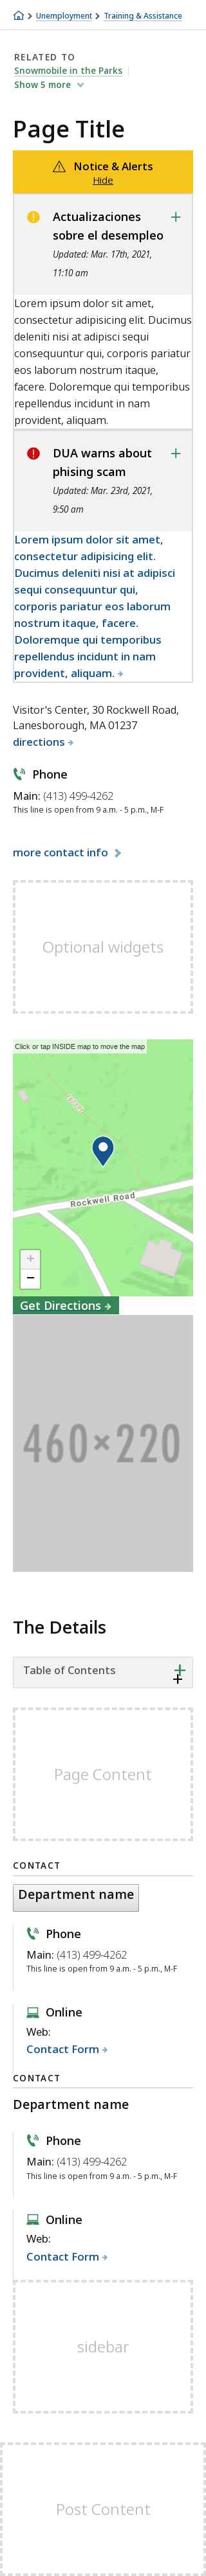 Unemployment Training & Assistance
RELATED TO
Snowmobile in the Parks
Show 5 more
Page Title
Notice & Alerts
Hide
Actualizaciones
sobre el desempleo
Updated: Mar. 17th, 2021,
11:10 am
Lorem ipsum dolor sit amet,
consectetur adipisicing elit. Ducimus
deleniti nisi at adipisci sequi
consequuntur qui, corporis pariatur
eos laborum nostrum itaque,
facere. Doloremque qui temporibus
repellendus incidunt in nam
provident, aliquam.
DUA warns about
phising scam
Updated: Mar. 23rd, 2021,
9:50 am
Lorem ipsum dolor sit amet,
consectetur adipisicing elit.
Ducimus deleniti nisi at adipisci
sequi consequuntur qui,
corporis pariatur eos laborum
nostrum itaque, facere.
Doloremque qui temporibus
repellendus incidunt in nam
provident, aliquam.
Visitor's Center, 30 Rockwell Road,
Lanesborough, MA 01237
directions
Phone
Main: (413) 499-4262
This line is open from 9 a.m. - 5 p.m., M-F
more contact info
Optional widgets
Click or tap INSIDE map to move the map
Rockwell Road
+
−
Get Directions
460×220
The Details
Table of Contents
Page Content
CONTACT
Department name
Phone
Main: (413) 499-4262
This line is open from 9 a.m. - 5 p.m., M-F
Online
Web:
Contact Form
CONTACT
Department name
Phone
Main: (413) 499-4262
This line is open from 9 a.m. - 5 p.m., M-F
Online
Web:
Contact Form
sidebar
Post Content